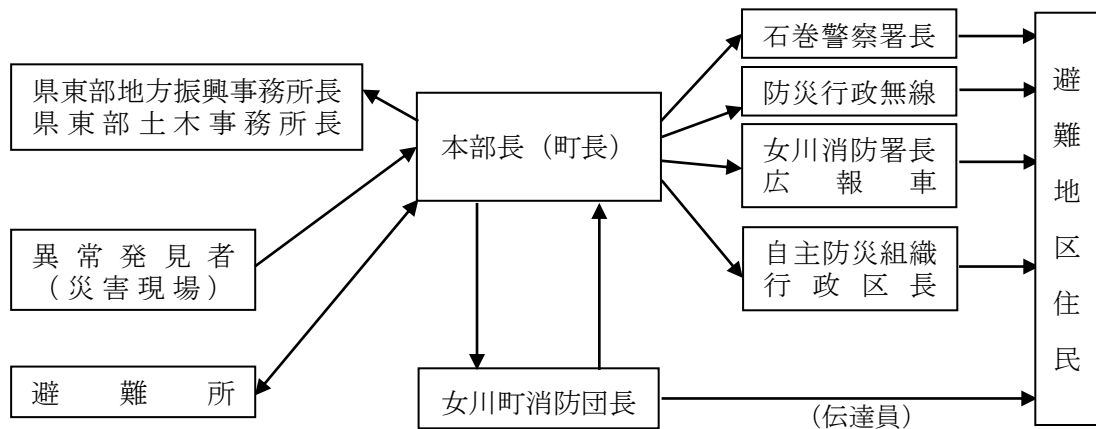 県東部地方振興事務所長
県東部土木事務所長
異常発見者
（災害現場）
避難所
本部長（町長）
女川町消防団長
石巻警察署長
防災行政無線
女川消防署長
広報車
自主防災組織
行政区長
（伝達員）
避難地区住民